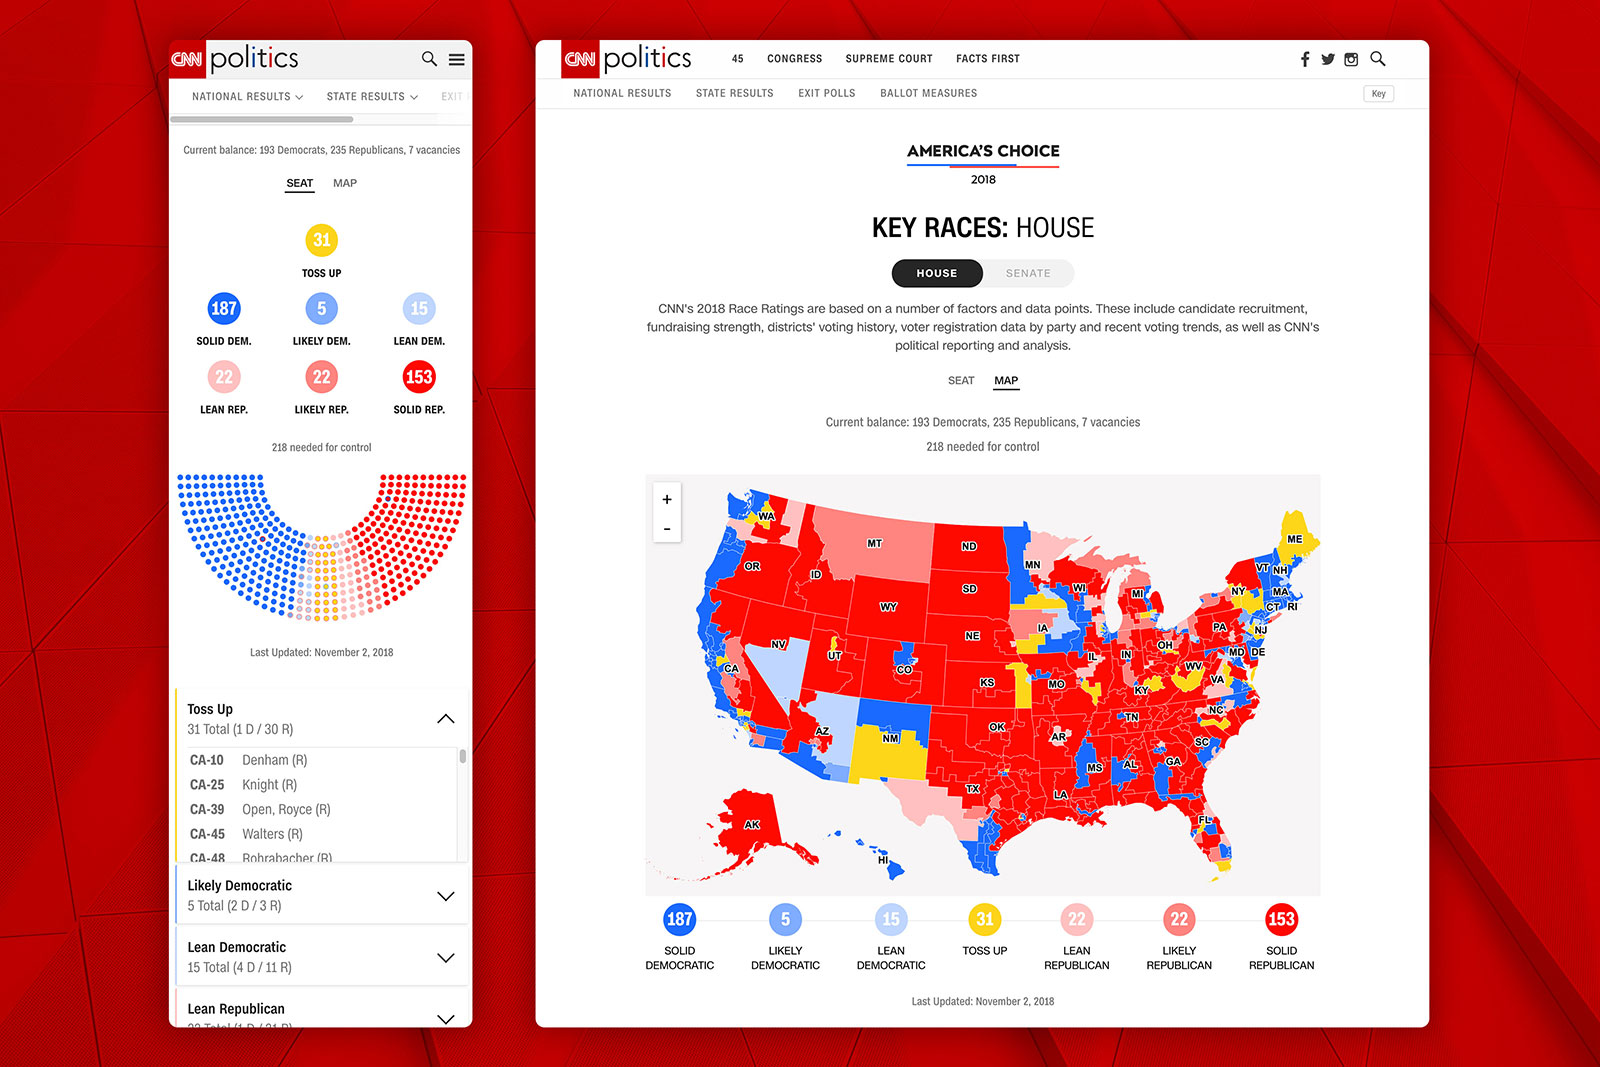 CNN politics
NATIONAL RESULTS STATE RESULTS EXIT
Current balance: 193 Democrats, 235 Republicans, 7 vacancies
SEAT MAP
31
TOSS UP
187 5 15
SOLID DEM. LIKELY DEM. LEAN DEM.
22 22 153
LEAN REP. LIKELY REP. SOLID REP.
218 needed for control
Last Updated: November 2, 2018
Toss Up
31 Total (1 D / 30 R)
CA-10 Denham (R)
CA-25 Knight (R)
CA-39 Open, Royce (R)
CA-45 Walters (R)
CA-48 Rohrabacher (R)
Likely Democratic
5 Total (2 D / 3 R)
Lean Democratic
15 Total (4 D / 11 R)
Lean Republican
22 Total (1 D / 21 R)
CNN politics 45 CONGRESS SUPREME COURT FACTS FIRST
NATIONAL RESULTS STATE RESULTS EXIT POLLS BALLOT MEASURES Key
AMERICA'S CHOICE
2018
KEY RACES: HOUSE
HOUSE SENATE
CNN's 2018 Race Ratings are based on a number of factors and data points. These include candidate recruitment,
fundraising strength, districts' voting history, voter registration data by party and recent voting trends, as well as CNN's
political reporting and analysis.
SEAT MAP
Current balance: 193 Democrats, 235 Republicans, 7 vacancies
218 needed for control
+
-
WA
MT ND ME
OR ID MN VT NH
SD WI MI NY MA
WY CT RI
NE IA PA NJ
NV UT OH MD DE
CA CO IL IN WV
KS MO KY VA
NC
AZ NM OK TN
AR SC
MS AL GA
TX LA
AK FL
HI
187 5 15 31 22 22 153
SOLID LIKELY LEAN TOSS UP LEAN LIKELY SOLID
DEMOCRATIC DEMOCRATIC DEMOCRATIC REPUBLICAN REPUBLICAN REPUBLICAN
Last Updated: November 2, 2018